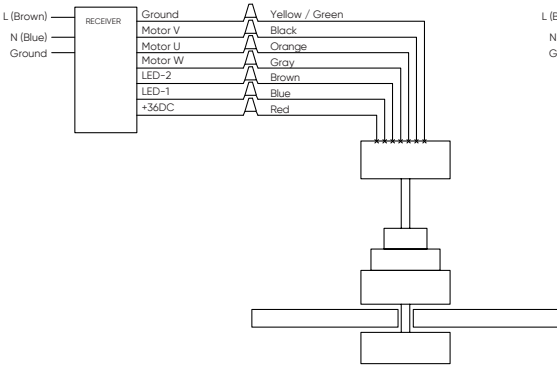 L (Brown)
N (Blue)
Ground
RECEIVER
Ground Yellow / Green
Motor V Black
Motor U Orange
Motor W Gray
LED-2 Brown
LED-1 Blue
+36DC Red
L (B
N
G